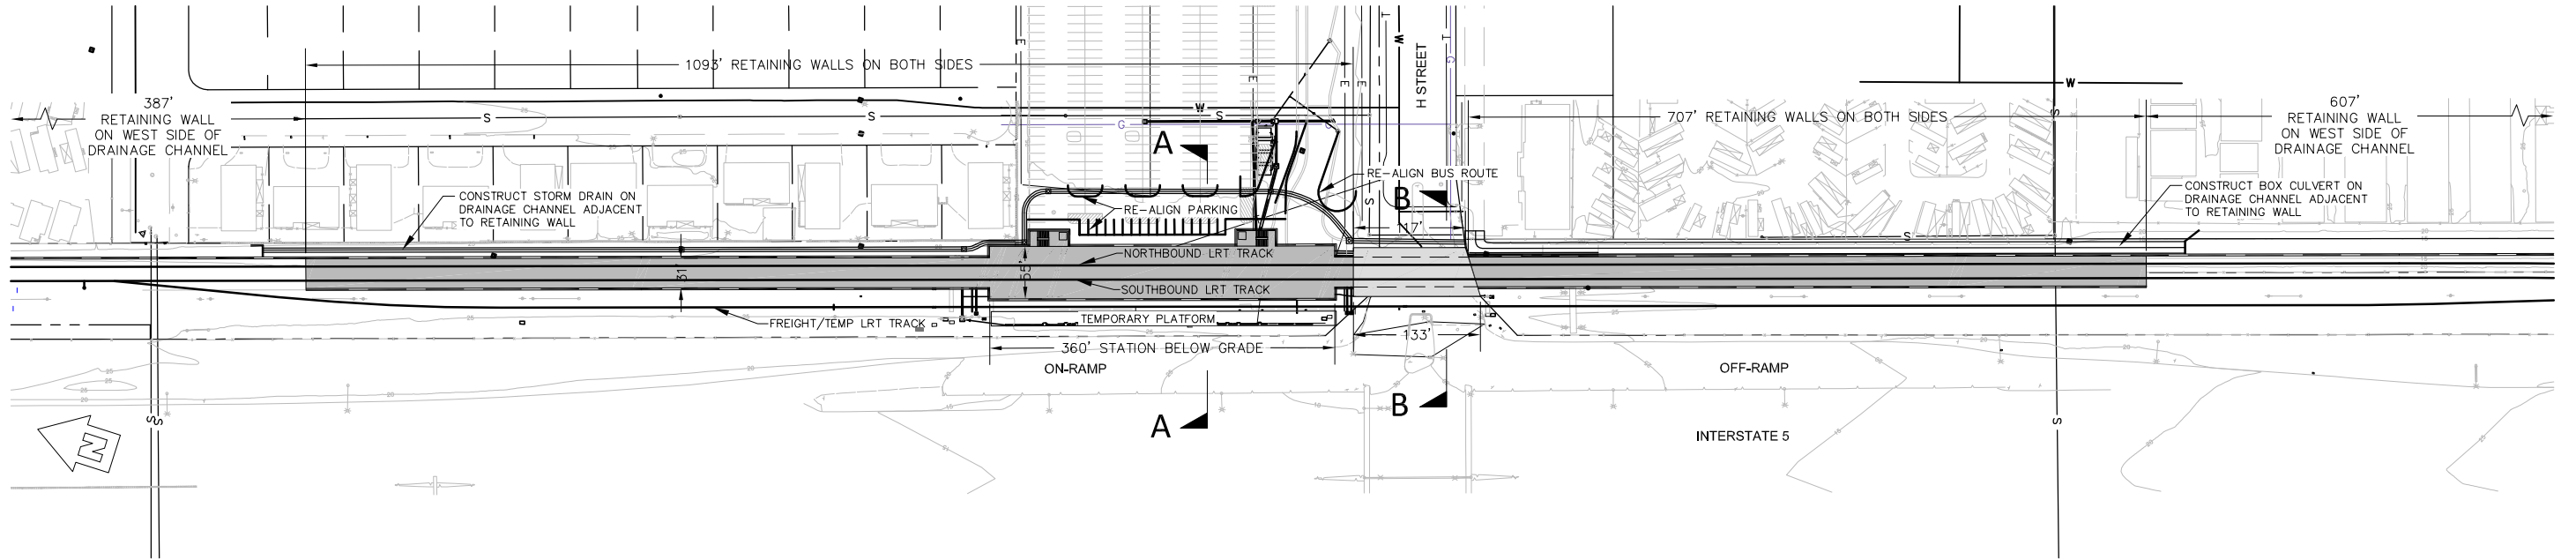 1093' RETAINING WALLS ON BOTH SIDES
387'
RETAINING WALL
ON WEST SIDE OF
DRAINAGE CHANNEL
H STREET
707' RETAINING WALLS ON BOTH SIDES
607'
RETAINING WALL
ON WEST SIDE OF
DRAINAGE CHANNEL
W
W
W
S
S
S
G
E
E
E
E
T
T
G
S
S
A
B
RE-ALIGN BUS ROUTE
CONSTRUCT STORM DRAIN ON
DRAINAGE CHANNEL ADJACENT
TO RETAINING WALL
RE-ALIGN PARKING
CONSTRUCT BOX CULVERT ON
DRAINAGE CHANNEL ADJACENT
TO RETAINING WALL
S
NORTHBOUND LRT TRACK
31'
SOUTHBOUND LRT TRACK
FREIGHT/TEMP LRT TRACK
TEMPORARY PLATFORM
133'
360' STATION BELOW GRADE
ON-RAMP
OFF-RAMP
A
B
INTERSTATE 5
N
S
S
S